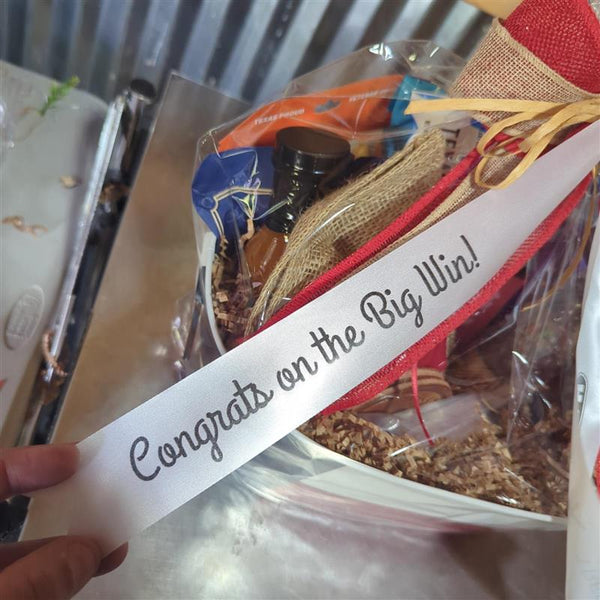 TEXAS PROUD
Congrats on the Big Win!